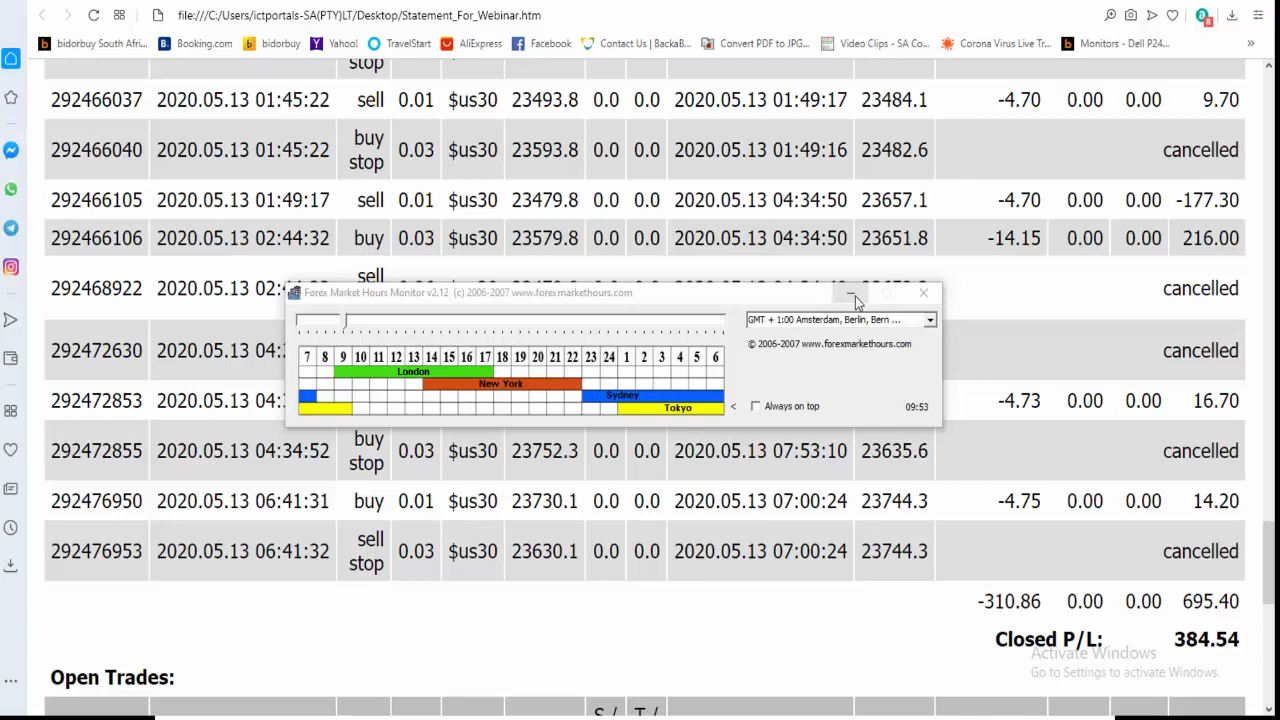 file:///C:/Users/ictportals-SA(PTY)LT/Desktop/Statement_For_Webinar.htm
8
bidorbuy South Afri... Booking.com bidorbuy Yahoo! TravelStart AliExpress Facebook Contact Us | BackaB... Convert PDF to JPG... Video Clips - SA Co... Corona Virus Live Tr... Monitors - Dell P24... »
stop
292466037 2020.05.13 01:45:22 sell 0.01 $us30 23493.8 0.0 0.0 2020.05.13 01:49:17 23484.1 -4.70 0.00 0.00 9.70
292466040 2020.05.13 01:45:22 buy stop 0.03 $us30 23593.8 0.0 0.0 2020.05.13 01:49:16 23482.6 cancelled
292466105 2020.05.13 01:49:17 sell 0.01 $us30 23479.8 0.0 0.0 2020.05.13 04:34:50 23657.1 -4.70 0.00 0.00 -177.30
292466106 2020.05.13 02:44:32 buy 0.03 $us30 23579.8 0.0 0.0 2020.05.13 04:34:50 23651.8 -14.15 0.00 0.00 216.00
292468922 2020.05.13 02:4 sell cancelled
Forex Market Hours Monitor v2.12 (c) 2006-2007 www.forexmarkethours.com
GMT + 1:00 Amsterdam, Berlin, Bern ...
© 2006-2007 www.forexmarkethours.com
7 8 9 10 11 12 13 14 15 16 17 18 19 20 21 22 23 24 1 2 3 4 5 6
London
New York
Sydney
Tokyo
< Always on top 09:53
292472630 2020.05.13 04: cancelled
292472853 2020.05.13 04: -4.73 0.00 0.00 16.70
292472855 2020.05.13 04:34:52 buy stop 0.03 $us30 23752.3 0.0 0.0 2020.05.13 07:53:10 23635.6 cancelled
292476950 2020.05.13 06:41:31 buy 0.01 $us30 23730.1 0.0 0.0 2020.05.13 07:00:24 23744.3 -4.75 0.00 0.00 14.20
292476953 2020.05.13 06:41:32 sell stop 0.03 $us30 23630.1 0.0 0.0 2020.05.13 07:00:24 23744.3 cancelled
-310.86 0.00 0.00 695.40
Closed P/L: 384.54
Activate Windows
Go to Settings to activate Windows.
Open Trades:
S / T /